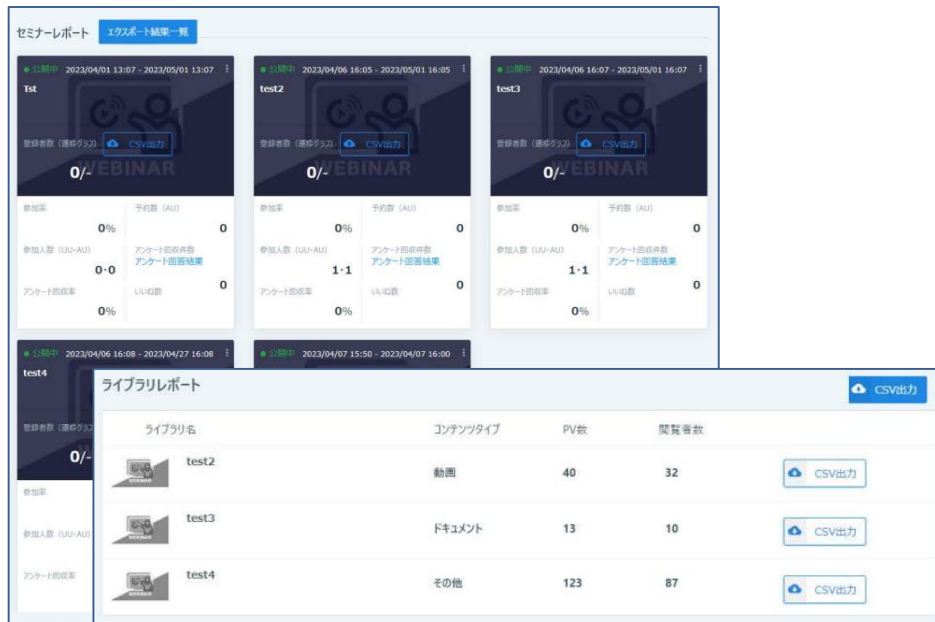 セミナーレポート エクスポート結果一覧
公開中 2023/04/01 13:07 - 2023/05/01 13:07
Tst
登録者数（遷移グラフ） CSV出力
0/-
WEBINAR
参加率 予約数（AU）
0% 0
参加人数（UU-AU） アンケート回収件数
アンケート回答結果
0・0
アンケート回収率 いいね数 0
0%
公開中 2023/04/06 16:05 - 2023/05/01 16:05
test2
登録者数（遷移グラフ） CSV出力
0/-
WEBINAR
参加率 予約数（AU）
0% 0
参加人数（UU-AU） アンケート回収件数
アンケート回答結果
1・1
アンケート回収率 いいね数 0
0%
公開中 2023/04/06 16:07 - 2023/05/01 16:07
test3
登録者数（遷移グラフ） CSV出力
0/-
WEBINAR
参加率 予約数（AU）
0% 0
参加人数（UU-AU） アンケート回収件数
アンケート回答結果
1・1
アンケート回収率 いいね数 0
0%
公開中 2023/04/06 16:08 - 2023/04/27 16:08
test4
登録者数（遷移グラフ
0/-
参加率
参加人数（UU-AU）
アンケート回収率
公開中 2023/04/07 15:50 - 2023/04/07 16:00
ライブラリレポート CSV出力
ライブラリ名 コンテンツタイプ PV数 閲覧者数
test2 動画 40 32 CSV出力
test3 ドキュメント 13 10 CSV出力
test4 その他 123 87 CSV出力